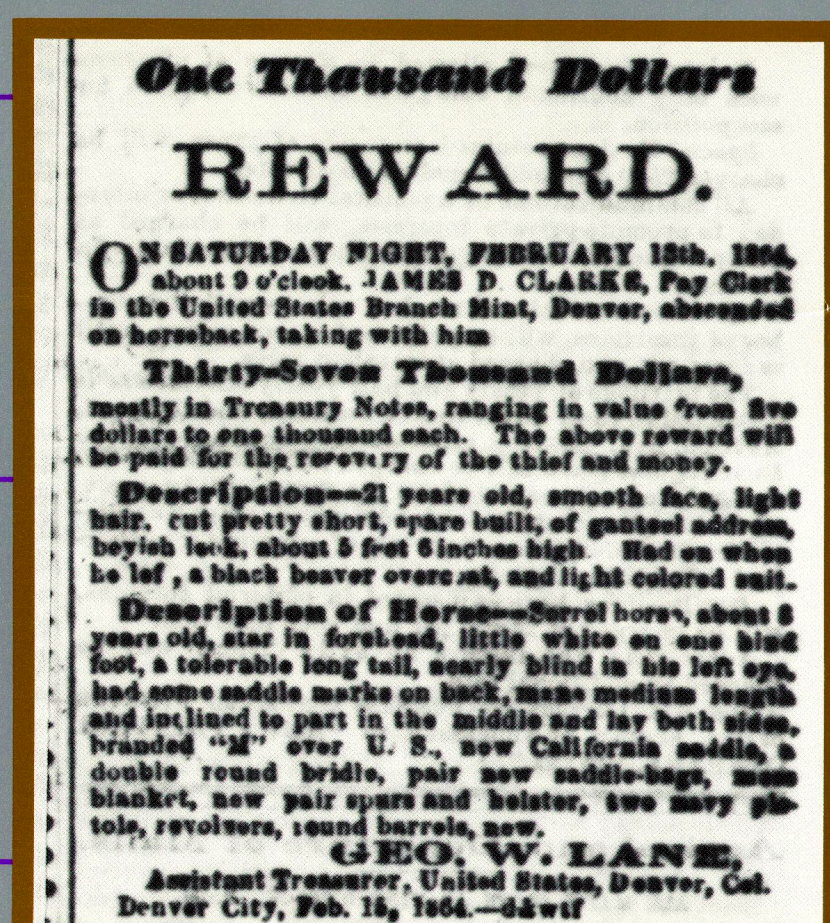 One Thousand Dollars
REWARD.
ON SATURDAY NIGHT, FEBRUARY 13th, 1864,
about 9 o'clock, JAMES D. CLARKE, Pay Clerk
in the United States Branch Mint, Denver, absconded
on horseback, taking with him
Thirty-Seven Thousand Dollars,
mostly in Treasury Notes, ranging in value from five
dollars to one thousand each. The above reward will
be paid for the recovery of the thief and money.
Description--21 years old, smooth face, light
hair, cut pretty short, spare built, of ganteel address,
boyish look, about 5 feet 6 inches high. Had on when
he lef , a black beaver overcoat, and light colored suit.
Description of Horse--Sorrel horse, about 8
years old, star in forehead, little white on one hind
foot, a tolerable long tail, nearly blind in his left eye,
had some saddle marks on back, mane medium length
and inclined to part in the middle and lay both sides,
branded "M" over U. S., new California saddle, a
double round bridle, pair new saddle-bags,
blanket, new pair spurs and holster, two navy pis-
tols, revolvers, round barrels, new.
GEO. W. LANE,
Assistant Treasurer, United States, Denver, Col.
Denver City, Feb. 15, 1864.—d&wtf